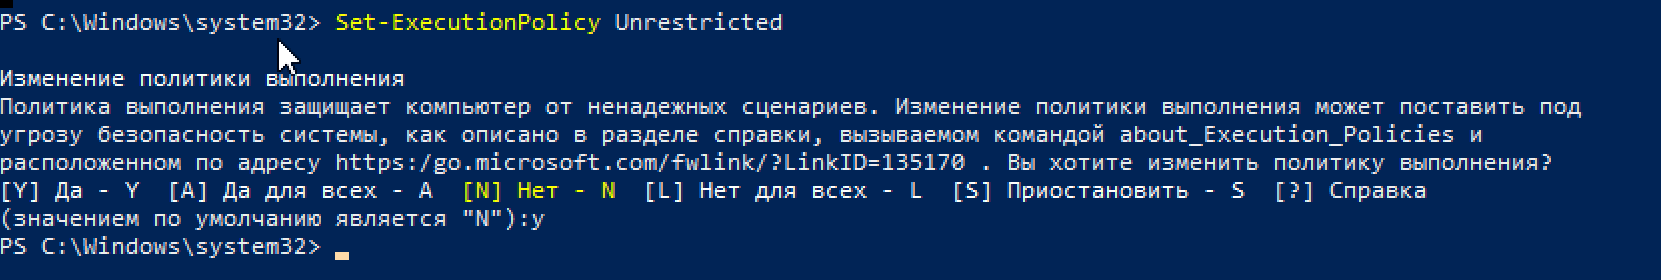 PS C:\Windows\system32> Set-ExecutionPolicy Unrestricted
Изменение политики выполнения
Политика выполнения защищает компьютер от ненадежных сценариев. Изменение политики выполнения может поставить под
угрозу безопасность системы, как описано в разделе справки, вызываемом командой about_Execution_Policies и
расположенном по адресу https:/go.microsoft.com/fwlink/?LinkID=135170 . Вы хотите изменить политику выполнения?
[Y] Да - Y  [A] Да для всех - A  [N] Нет - N  [L] Нет для всех - L  [S] Приостановить - S  [?] Справка
(значением по умолчанию является "N"):y
PS C:\Windows\system32>